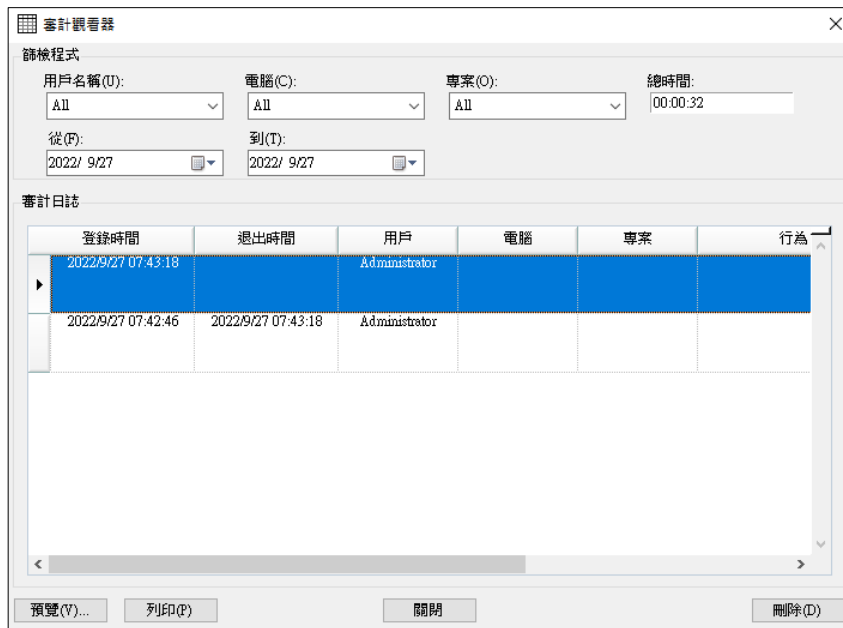 審計觀看器
篩檢程式
用戶名稱(U): 電腦(C): 專案(O): 總時間:
All All All 00:00:32
從(F): 到(T):
2022/ 9/27 2022/ 9/27
審計日誌
登錄時間 退出時間 用戶 電腦 專案 行為
2022/9/27 07:43:18 Administrator
2022/9/27 07:42:46 2022/9/27 07:43:18 Administrator
預覽(V)... 列印(P) 關閉 刪除(D)